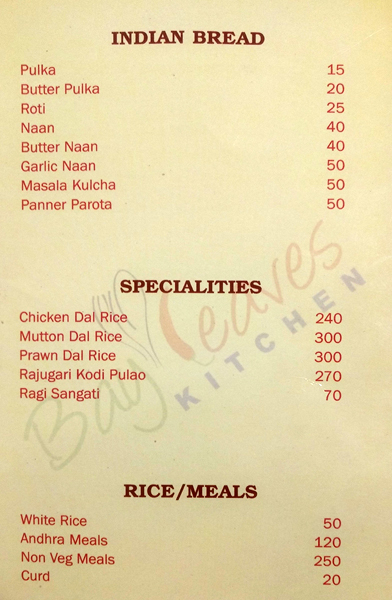 INDIAN BREAD
Pulka 15
Butter Pulka 20
Roti 25
Naan 40
Butter Naan 40
Garlic Naan 50
Masala Kulcha 50
Panner Parota 50
Bay Leaves
KITCHEN
SPECIALITIES
Chicken Dal Rice 240
Mutton Dal Rice 300
Prawn Dal Rice 300
Rajugari Kodi Pulao 270
Ragi Sangati 70
RICE/MEALS
White Rice 50
Andhra Meals 120
Non Veg Meals 250
Curd 20